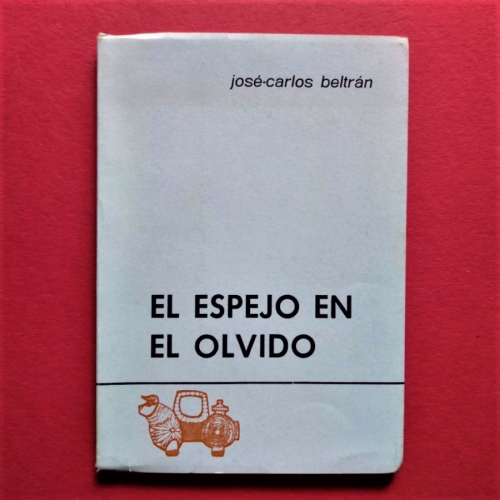 josé-carlos beltrán
EL ESPEJO EN
EL OLVIDO